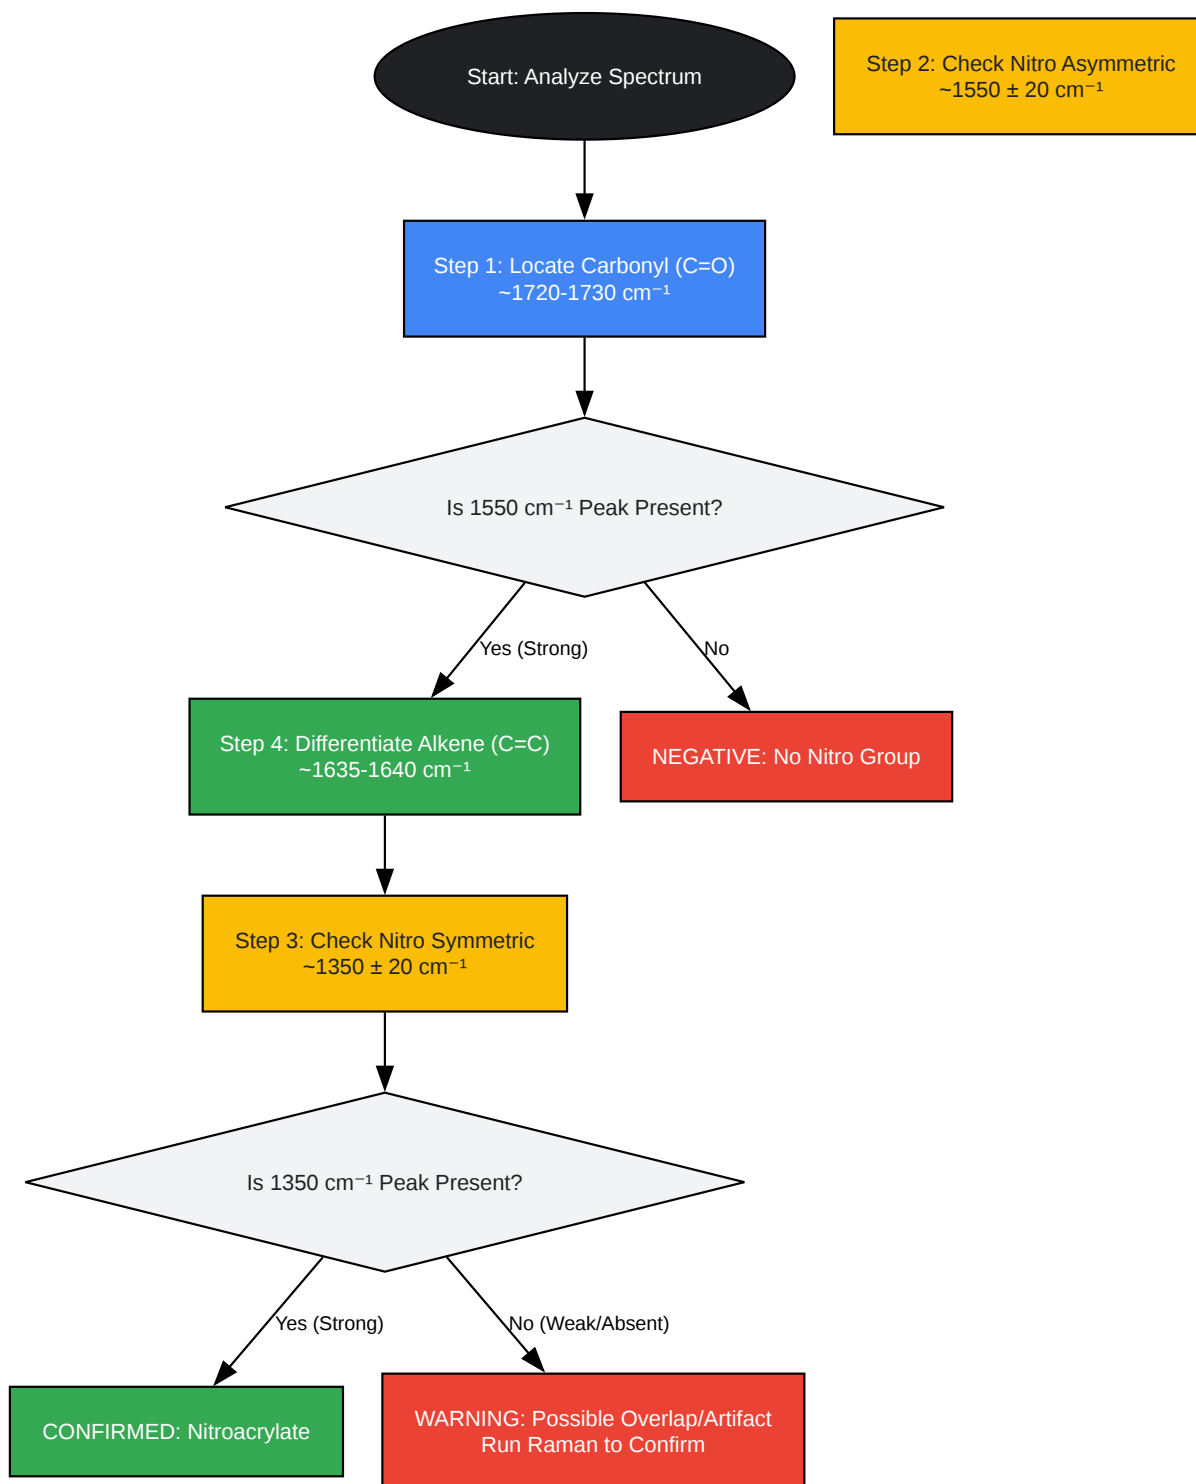 Start: Analyze Spectrum
Step 2: Check Nitro Asymmetric
~1550 ± 20 cm⁻¹
Step 1: Locate Carbonyl (C=O)
~1720-1730 cm⁻¹
Is 1550 cm⁻¹ Peak Present?
Yes (Strong)
No
Step 4: Differentiate Alkene (C=C)
~1635-1640 cm⁻¹
NEGATIVE: No Nitro Group
Step 3: Check Nitro Symmetric
~1350 ± 20 cm⁻¹
Is 1350 cm⁻¹ Peak Present?
Yes (Strong)
No (Weak/Absent)
CONFIRMED: Nitroacrylate
WARNING: Possible Overlap/Artifact
Run Raman to Confirm